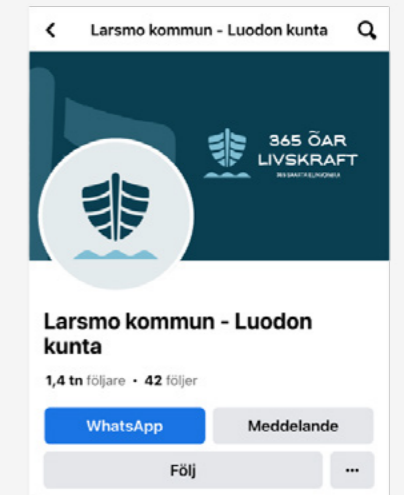 Larsmo kommun - Luodon kunta
365 ÖAR
LIVSKRAFT
Larsmo kommun - Luodon
kunta
1,4 tn följare • 42 följer
WhatsApp
Meddelande
Följ
...